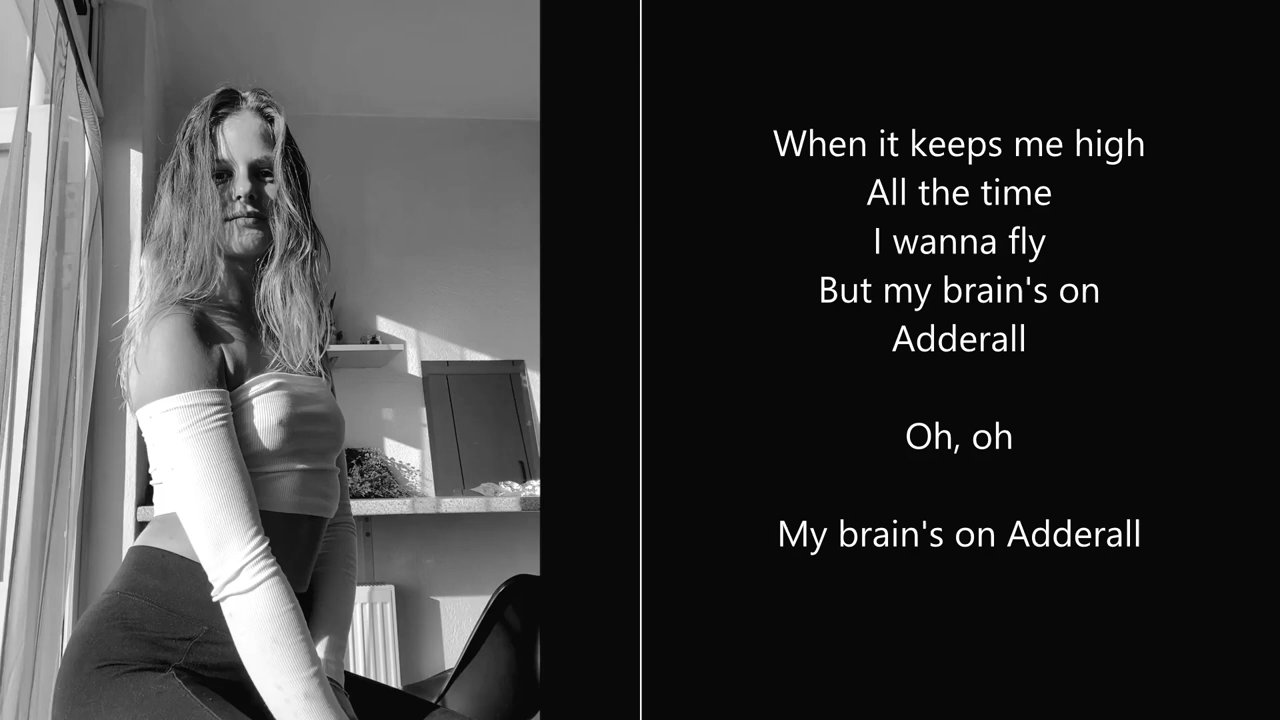 When it keeps me high
All the time
I wanna fly
But my brain's on
Adderall
Oh, oh
My brain's on Adderall